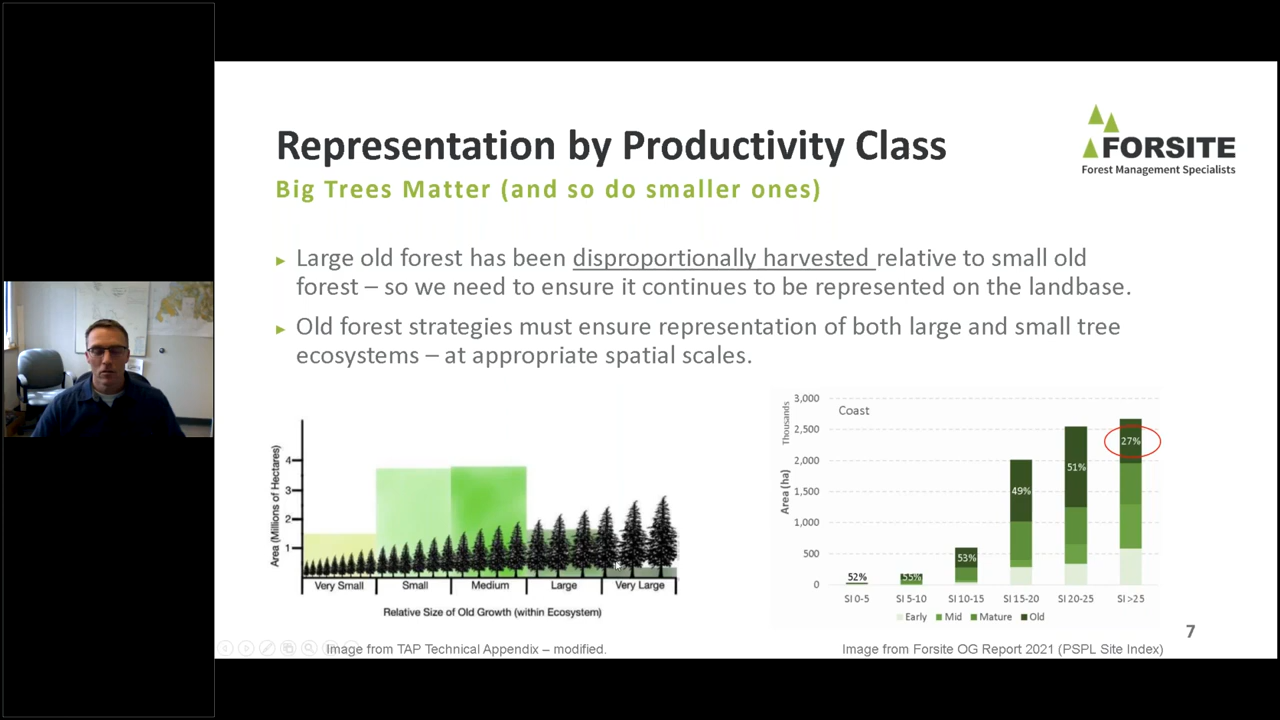 Representation by Productivity Class
Big Trees Matter (and so do smaller ones)
FORSITE
Forest Management Specialists
► Large old forest has been disproportionally harvested relative to small old
forest – so we need to ensure it continues to be represented on the landbase.
► Old forest strategies must ensure representation of both large and small tree
ecosystems – at appropriate spatial scales.
Area (Millions of Hectares)
4
3
2
1
Very Small Small Medium Large Very Large
Relative Size of Old Growth (within Ecosystem)
Image from TAP Technical Appendix – modified.
Coast
Thousands
Area (ha)
3,000
2,500
2,000
1,500
1,000
500
0
52% 55% 53% 49% 51% 27%
SI 0-5 SI 5-10 SI 10-15 SI 15-20 SI 20-25 SI >25
Early Mid Mature Old
Image from Forsite OG Report 2021 (PSPL Site Index)
7